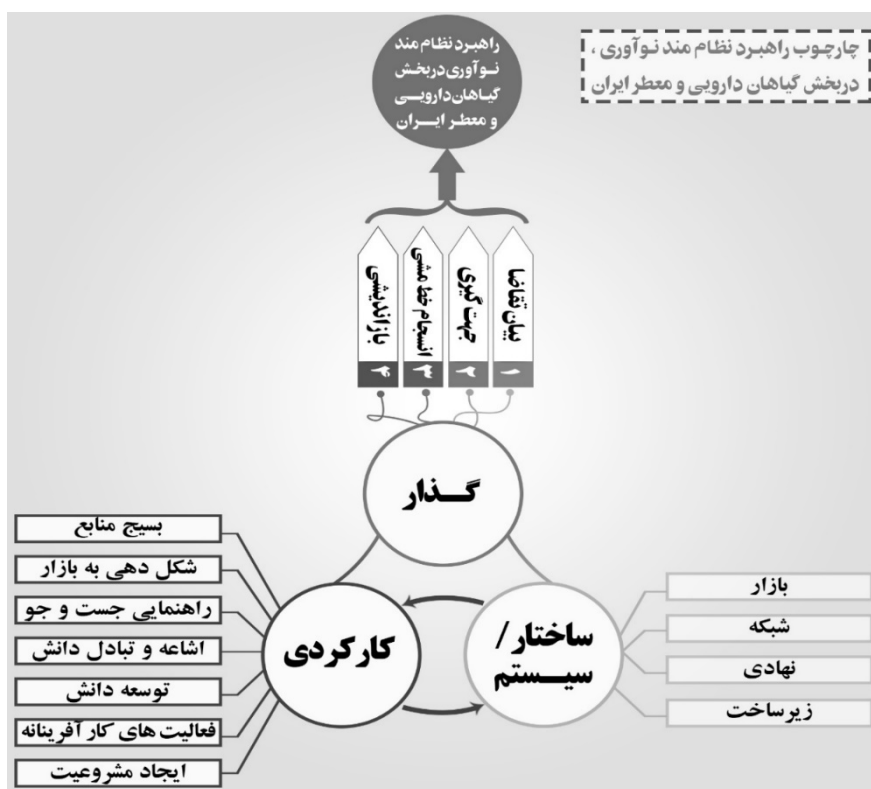 چارچوب راهبرد نظام مند نوآوری ،
دربخش گیاهان دارویی و معطر ایران
راهبرد نظام مند
نوآوری دربخش
گیاهان دارویی
و معطر ایران
بیان تقاضا
۱
جهت گیری
۲
انسجام خط مشی
۳
بازاندیشی
۴
گذار
ساختار/
سیستم
کارکردی
بازار
شبکه
نهادی
زیرساخت
بسیج منابع
شکل دهی به بازار
راهنمایی جست و جو
اشاعه و تبادل دانش
توسعه دانش
فعالیت های کارآفرینانه
ایجاد مشروعیت